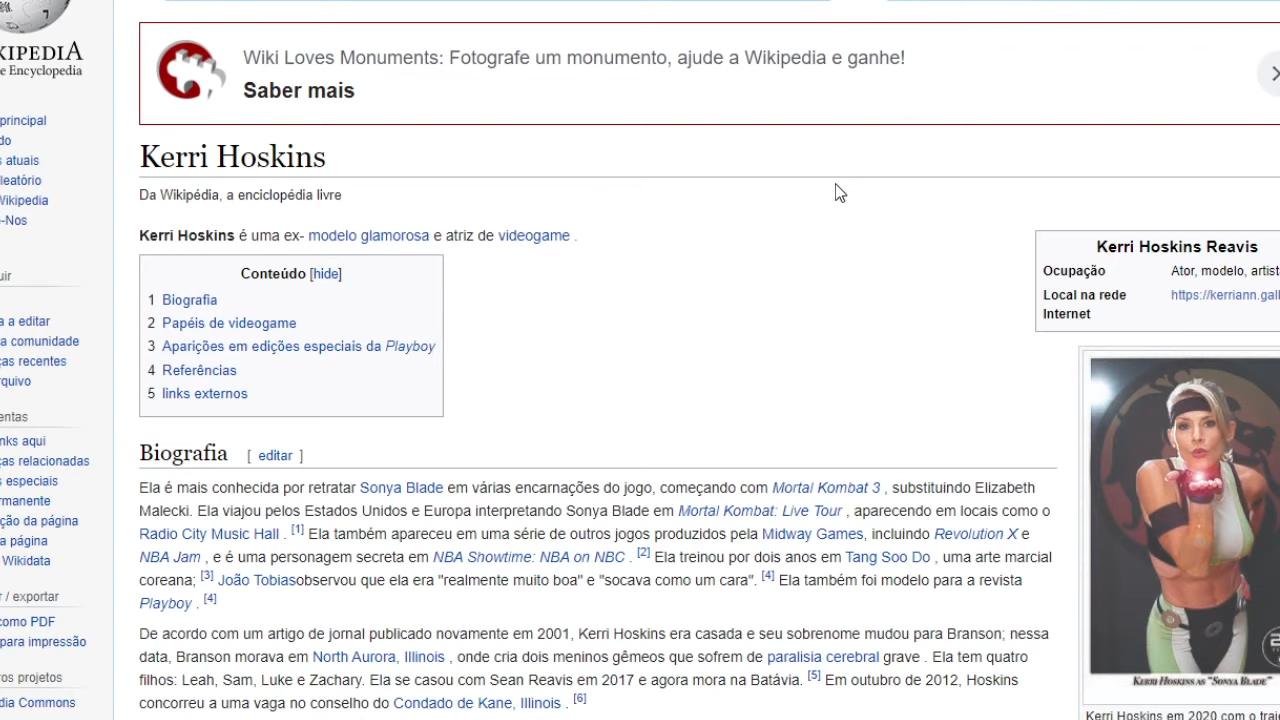 KIPEDIA
e Encyclopedia
principal
do
s atuais
leatório
Wikipedia
-Nos
uir
a a editar
a comunidade
ças recentes
rquivo
entas
nks aqui
ças relacionadas
s especiais
rmanente
ção da página
a página
Wikidata
r / exportar
como PDF
para impressão
ros projetos
dia Commons
Wiki Loves Monuments: Fotografe um monumento, ajude a Wikipedia e ganhe!
Saber mais
Kerri Hoskins
Da Wikipédia, a enciclopédia livre
Kerri Hoskins é uma ex- modelo glamorosa e atriz de videogame .
Conteúdo [hide]
1 Biografia
2 Papéis de videogame
3 Aparições em edições especiais da Playboy
4 Referências
5 links externos
Biografia [ editar ]
Ela é mais conhecida por retratar Sonya Blade em várias encarnações do jogo, começando com Mortal Kombat 3 , substituindo Elizabeth
Malecki. Ela viajou pelos Estados Unidos e Europa interpretando Sonya Blade em Mortal Kombat: Live Tour , aparecendo em locais como o
Radio City Music Hall . [1] Ela também apareceu em uma série de outros jogos produzidos pela Midway Games, incluindo Revolution X e
NBA Jam , e é uma personagem secreta em NBA Showtime: NBA on NBC . [2] Ela treinou por dois anos em Tang Soo Do , uma arte marcial
coreana; [3] João Tobiasobservou que ela era "realmente muito boa" e "socava como um cara". [4] Ela também foi modelo para a revista
Playboy . [4]
De acordo com um artigo de jornal publicado novamente em 2001, Kerri Hoskins era casada e seu sobrenome mudou para Branson; nessa
data, Branson morava em North Aurora, Illinois , onde cria dois meninos gêmeos que sofrem de paralisia cerebral grave . Ela tem quatro
filhos: Leah, Sam, Luke e Zachary. Ela se casou com Sean Reavis em 2017 e agora mora na Batávia. [5] Em outubro de 2012, Hoskins
concorreu a uma vaga no conselho do Condado de Kane, Illinois . [6]
Kerri Hoskins Reavis
Ocupação Ator, modelo, artist
Local na rede https://kerriann.gall
Internet
KERRI HOSKINS AS "SONYA BLADE"
Kerri Hoskins em 2020 com o traj